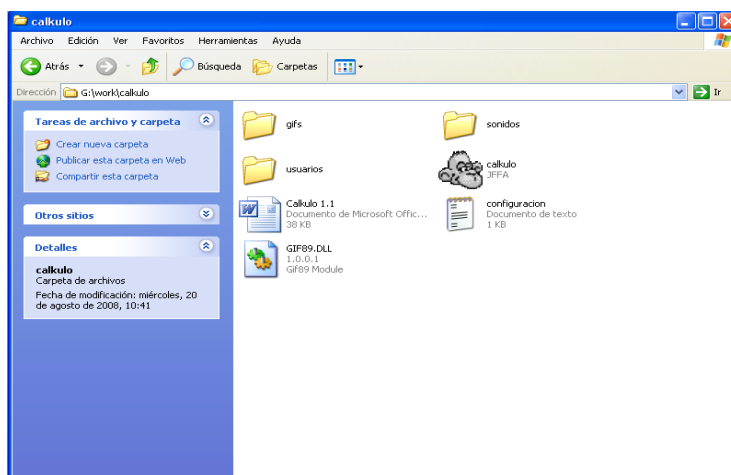 calkulo
Archivo Edición Ver Favoritos Herramientas Ayuda
Atrás Búsqueda Carpetas
Dirección G:\work\calkulo Ir
Tareas de archivo y carpeta
Crear nueva carpeta
Publicar esta carpeta en Web
Compartir esta carpeta
Otros sitios
Detalles
calkulo
Carpeta de archivos
Fecha de modificación: miércoles, 20
de agosto de 2008, 10:41
gifs
sonidos
usuarios
calkulo
JFFA
Calkulo 1.1
Documento de Microsoft Offic...
38 KB
configuracion
Documento de texto
1 KB
GIF89.DLL
1.0.0.1
Gif89 Module